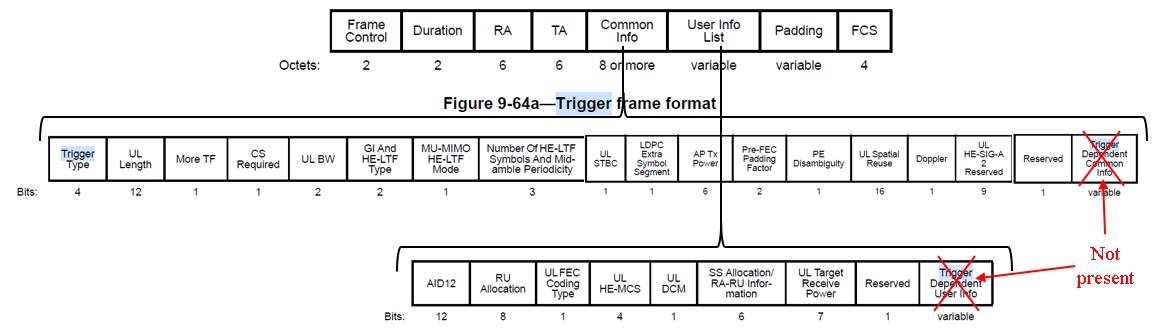 Frame Control Duration RA TA Common Info User Info List Padding FCS
Octets: 2 2 6 6 8 or more variable variable 4
Figure 9-64a—Trigger frame format
Trigger Type UL Length More TF CS Required UL BW GI And HE-LTF Type MU-MIMO HE-LTF Mode Number Of HE-LTF Symbols And Mid-amble Periodicity UL STBC LDPC Extra Symbol Segment AP Tx Power Pre-FEC Padding Factor PE Disambiguity UL Spatial Reuse Doppler UL HE-SIG-A 2 Reserved Reserved Trigger Dependent Common Info
Bits: 4 12 1 1 2 2 1 3 1 1 6 2 1 16 1 9 1 variable
Not
present
AID12 RU Allocation UL FEC Coding Type UL HE-MCS UL DCM SS Allocation/ RA-RU Infor-mation UL Target Receive Power Reserved Trigger Dependent User Info
Bits: 12 8 1 4 1 6 7 1 variable